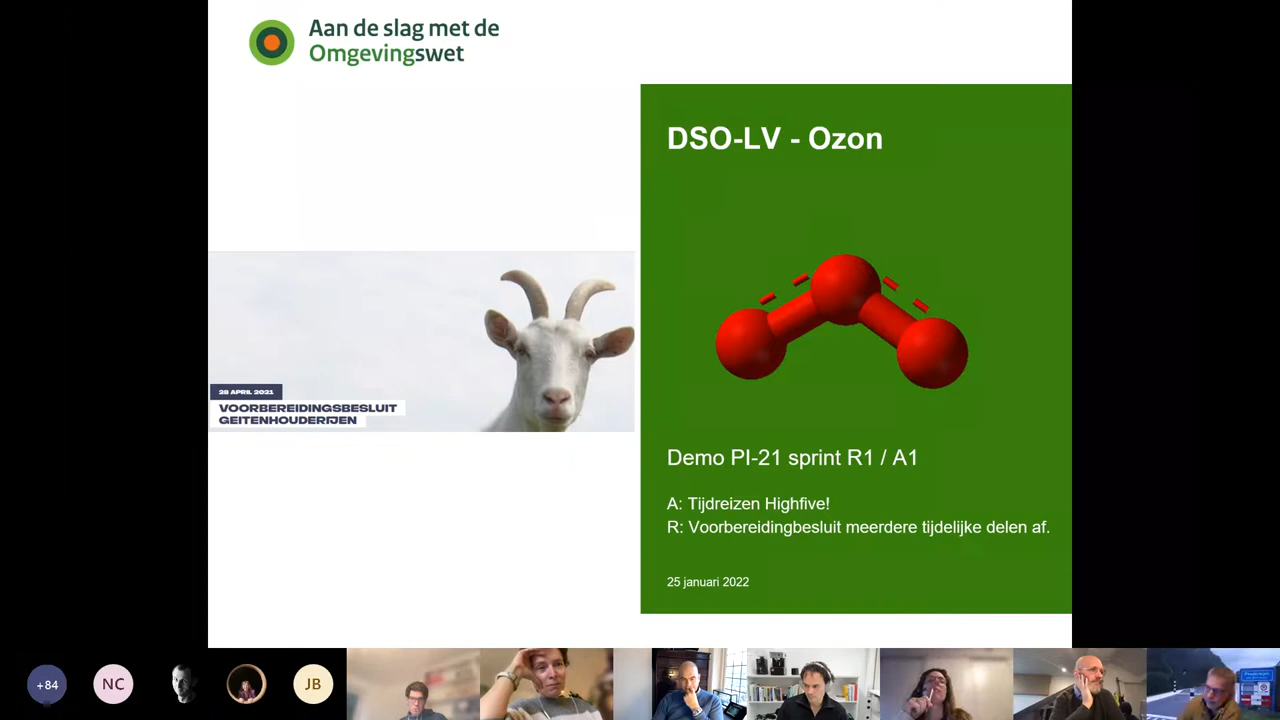 Aan de slag met de
Omgevingswet
DSO-LV - Ozon
28 APRIL 2021
VOORBEREIDINGSBESLUIT
GEITENHOUDERIJEN
Demo PI-21 sprint R1 / A1
A: Tijdreizen Highfive!
R: Voorbereidingbesluit meerdere tijdelijke delen af.
25 januari 2022
+84
NC
JB